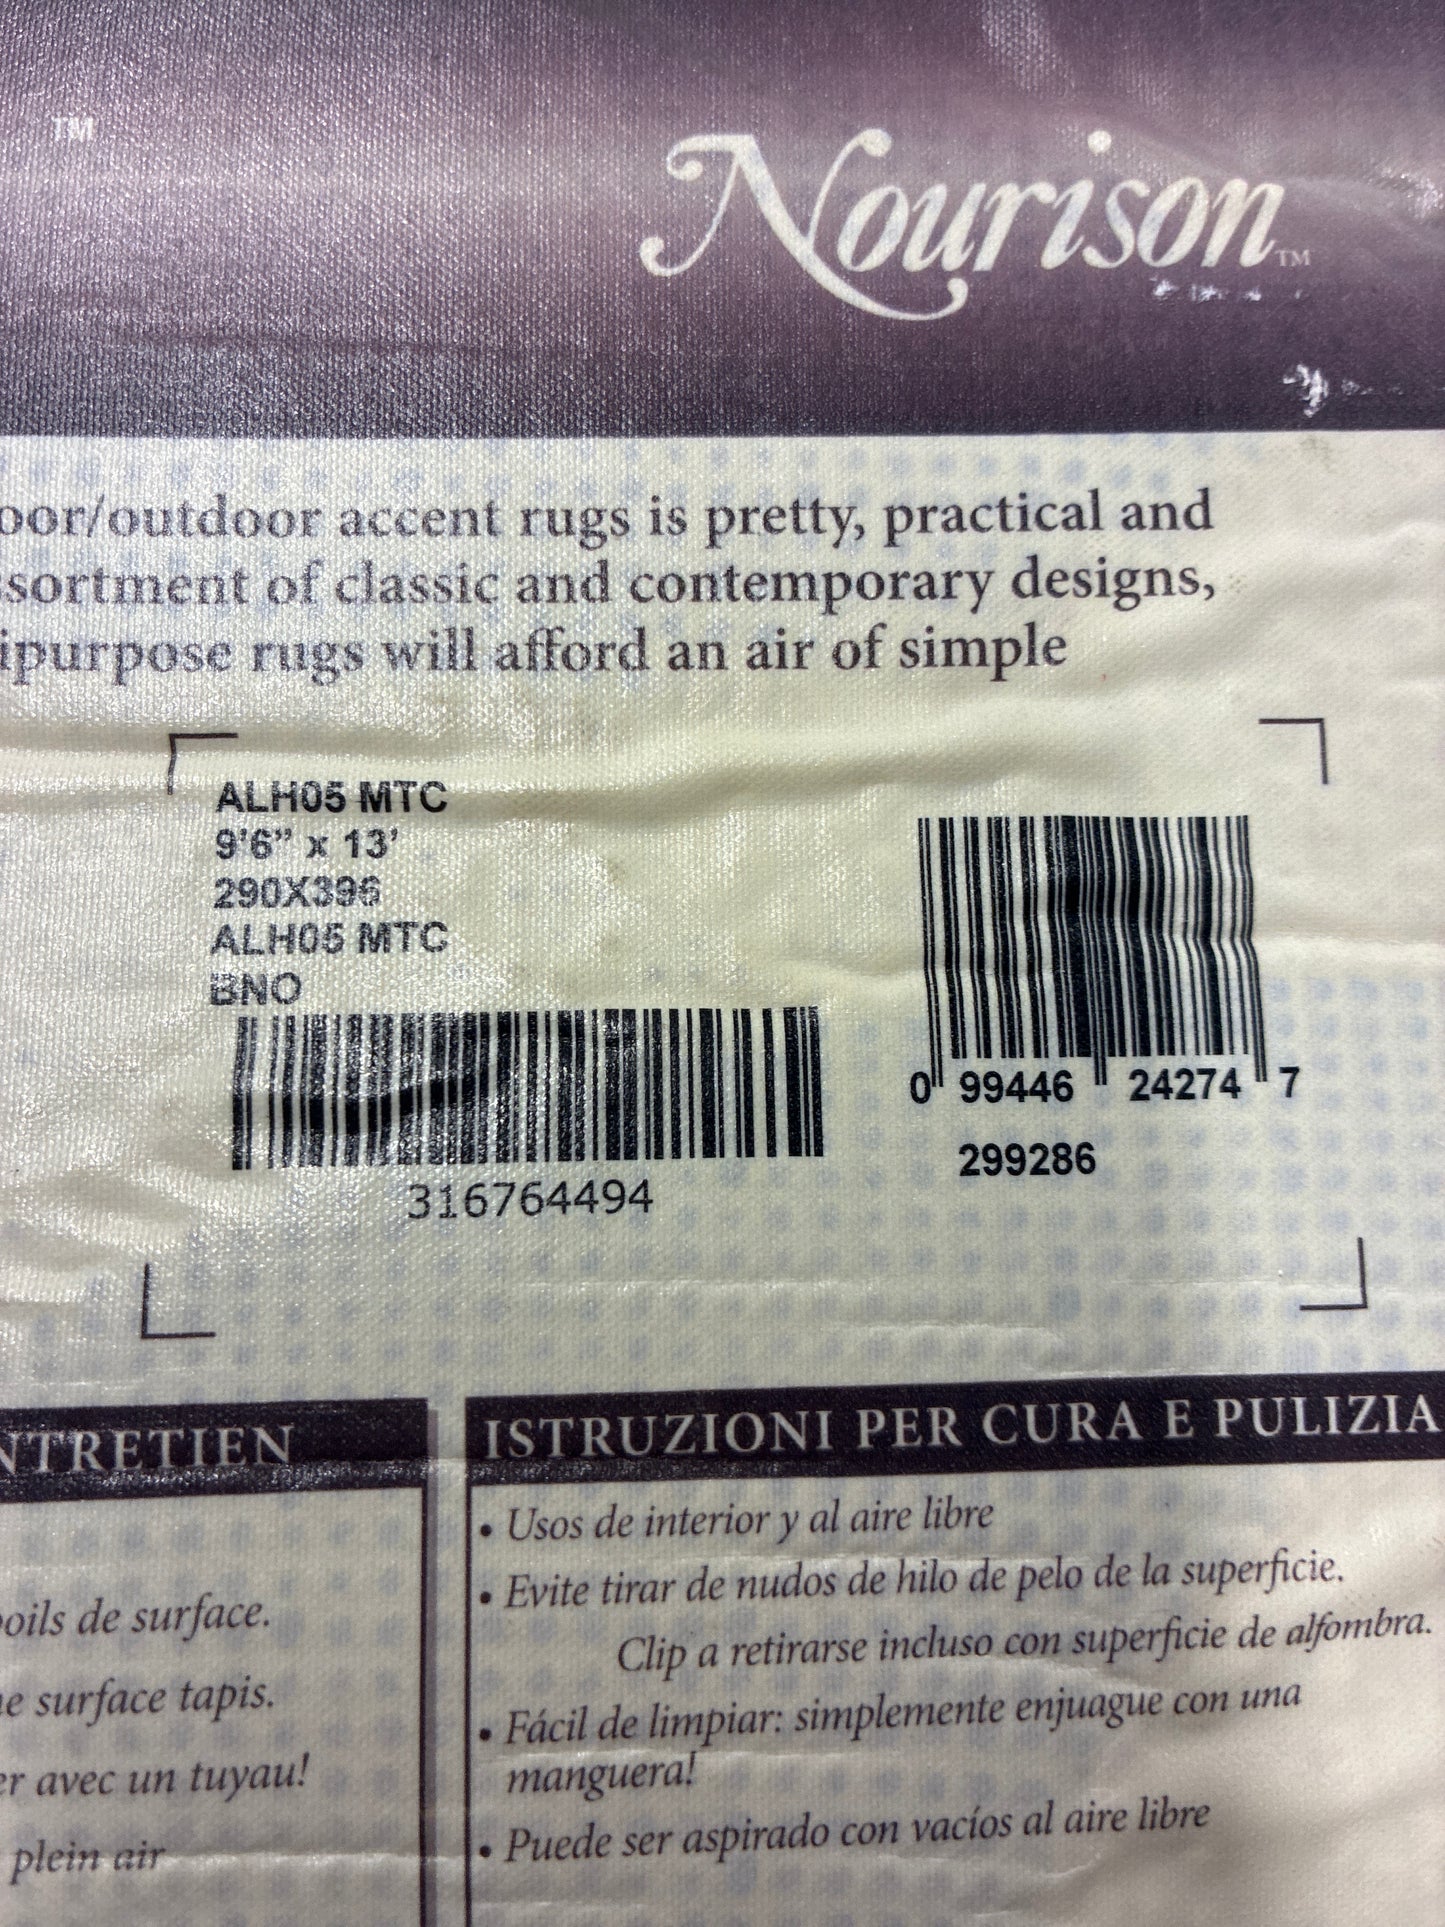 TM
Nourison TM
oor/outdoor accent rugs is pretty, practical and
ssortment of classic and contemporary designs,
ipurpose rugs will afford an air of simple
ALH05 MTC
9'6” x 13'
290X396
ALH05 MTC
BNO
316764494
0 99446 24274 7
299286
NTRETIEN
oils de surface.
e surface tapis.
er avec un tuyau!
plein air
ISTRUZIONI PER CURA E PULIZIA
• Usos de interior y al aire libre
• Evite tirar de nudos de hilo de pelo de la superficie.
Clip a retirarse incluso con superficie de alfombra.
• Fácil de limpiar: simplemente enjuague con una
manguera!
• Puede ser aspirado con vacíos al aire libre